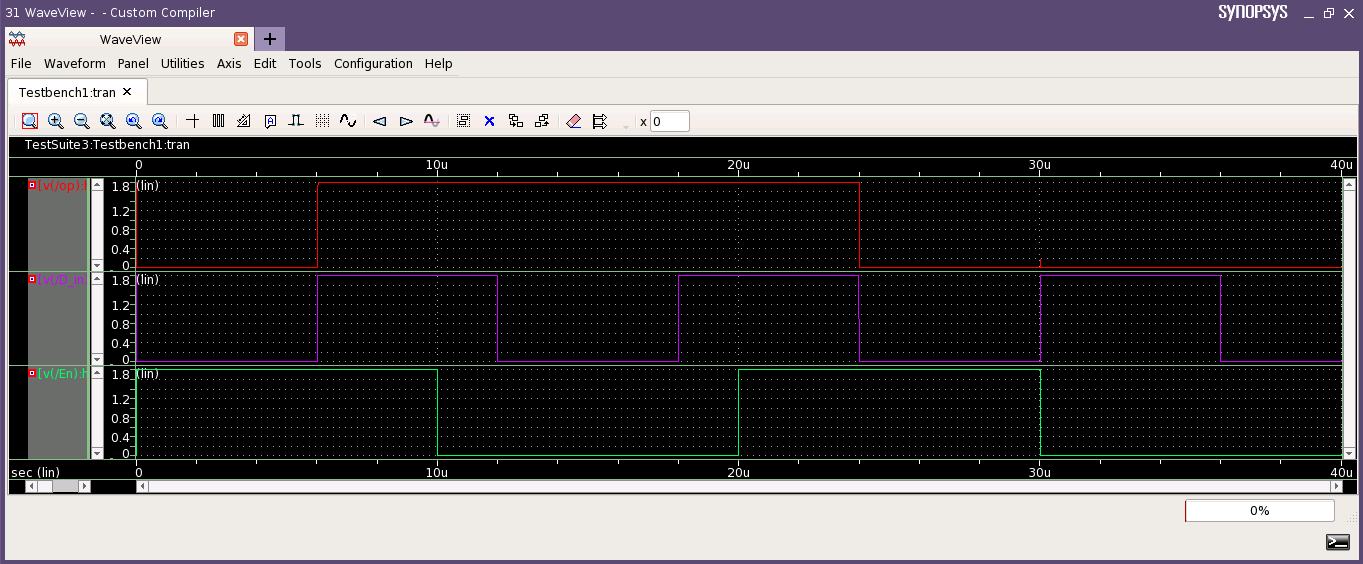 31 WaveView - - Custom Compiler
SYNOPSYS
WaveView
File Waveform Panel Utilities Axis Edit Tools Configuration Help
Testbench1:tran
x 0
TestSuite3:Testbench1:tran
0 10u 20u 30u 40u
[v(/op):
1.8 (lin)
1.2
0.8
0.4
0
1.8 (lin)
1.2
0.8
0.4
0
[v(/En):
1.8 (lin)
1.2
0.8
0.4
0
sec (lin) 0 10u 20u 30u 40u
0%